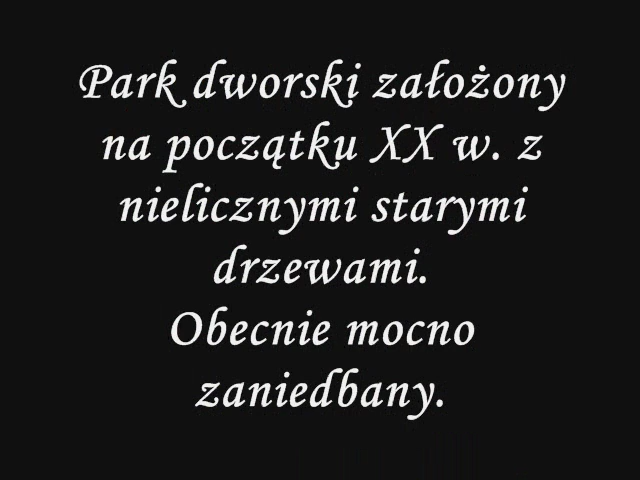 Park dworski założony
na początku XX w. z
nielicznymi starymi
drzewami.
Obecnie mocno
zaniedbany.